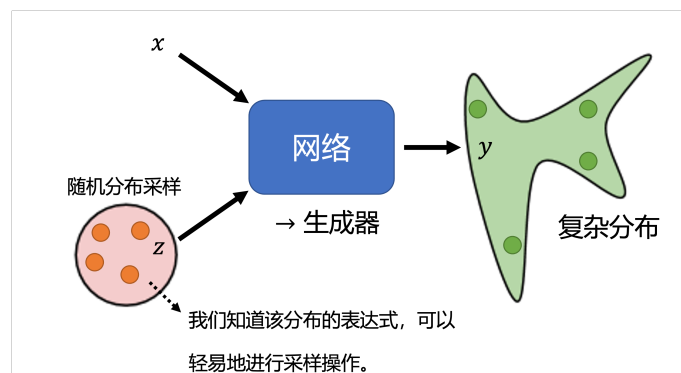 x
网络
y
随机分布采样
z
→ 生成器
复杂分布
我们知道该分布的表达式，可以
轻易地进行采样操作。